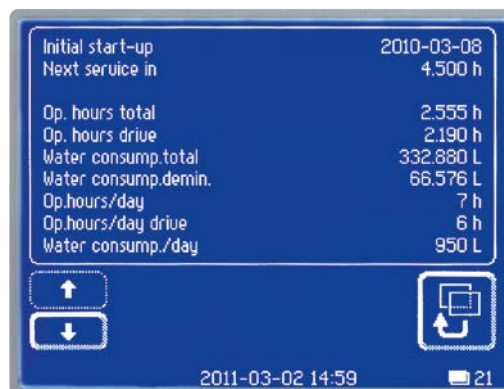 Initial start-up 2010-03-08
Next service in 4.500 h
Op. hours total 2.555 h
Op. hours drive 2.190 h
Water consump.total 332.880 L
Water consump.demin. 66.576 L
Op.hours/day 7 h
Op.hours/day drive 6 h
Water consump./day 950 L
2011-03-02 14:59 21